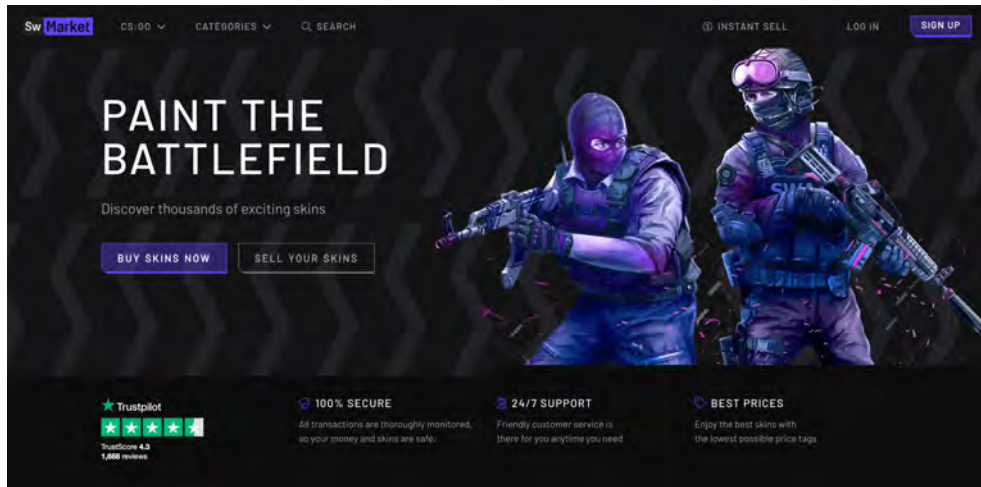 Sw Market
CS:GO
CATEGORIES
SEARCH
INSTANT SELL
LOG IN
SIGN UP
PAINT THE
BATTLEFIELD
Discover thousands of exciting skins
BUY SKINS NOW
SELL YOUR SKINS
SWAT
Trustpilot
TrustScore 4.3
1,688 reviews
100% SECURE
All transactions are thoroughly monitored,
so your money and skins are safe.
24/7 SUPPORT
Friendly customer service is
there for you anytime you need
BEST PRICES
Enjoy the best skins with
the lowest possible price tags